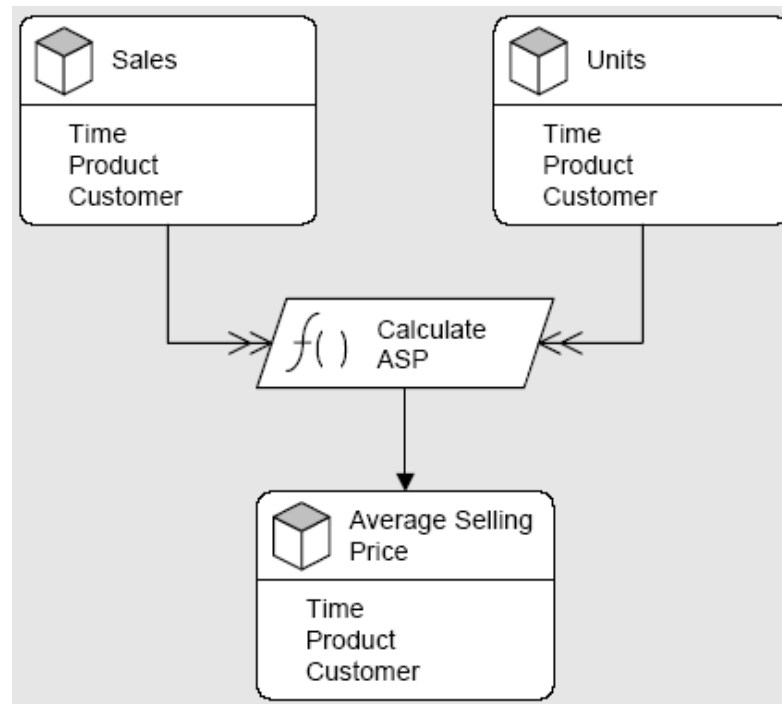 Sales
Time
Product
Customer
Units
Time
Product
Customer
f( )
Calculate
ASP
Average Selling
Price
Time
Product
Customer